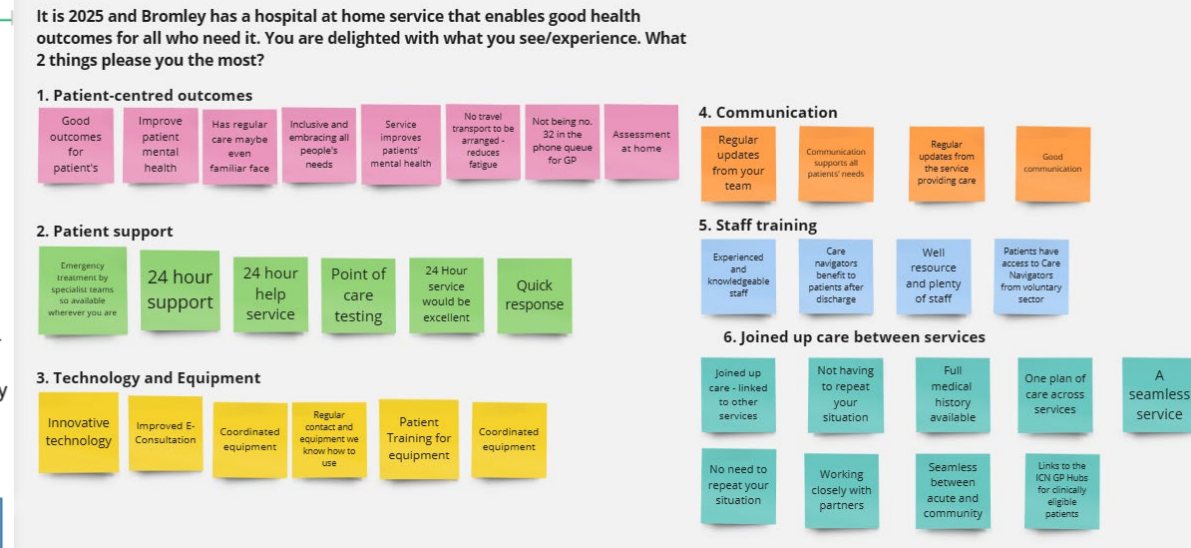 It is 2025 and Bromley has a hospital at home service that enables good health
outcomes for all who need it. You are delighted with what you see/experience. What
2 things please you the most?
1. Patient-centred outcomes
Good
outcomes
for
patient's
Improve
patient
mental
health
Has regular
care maybe
even
familiar face
Inclusive and
embracing all
people's
needs
Service
improves
patients'
mental health
No travel
transport to be
arranged -
reduces
fatigue
Not being no.
32 in the
phone queue
for GP
Assessment
at home
2. Patient support
Emergency
treatment by
specialist teams
so available
wherever you are
24 hour
support
24 hour
help
service
Point of
care
testing
24 Hour
service
would be
excellent
Quick
response
3. Technology and Equipment
Innovative
technology
Improved E-
Consultation
Coordinated
equipment
Regular
contact and
equipment we
know how to
use
Patient
Training for
equipment
Coordinated
equipment
4. Communication
Regular
updates
from your
team
Communication
supports all
patients' needs
Regular
updates from
the service
providing care
Good
communication
5. Staff training
Experienced
and
knowledgeable
staff
Care
navigators
benefit to
patients after
discharge
Well
resource
and plenty
of staff
Patients have
access to Care
Navigators
from voluntary
sector
6. Joined up care between services
Joined up
care - linked
to other
services
Not having
to repeat
your
situation
Full
medical
history
available
One plan of
care across
services
A
seamless
service
No need to
repeat your
situation
Working
closely with
partners
Seamless
between
acute and
community
Links to the
ICN GP Hubs
for clinically
eligible
patients